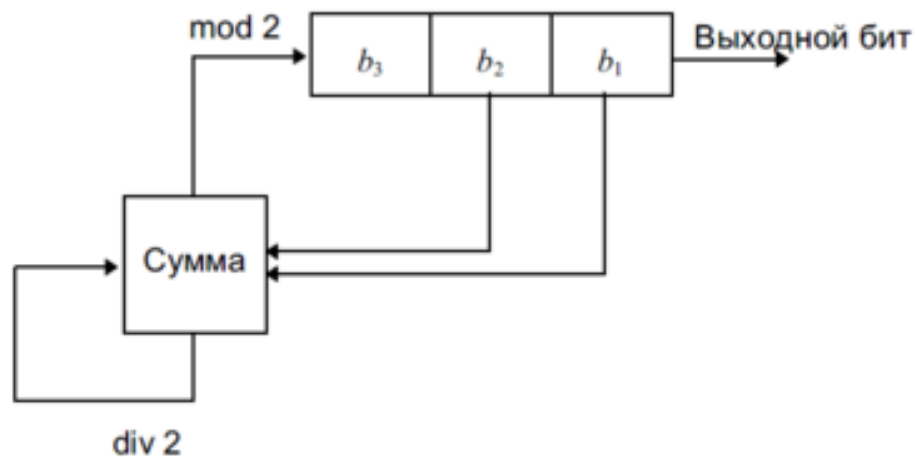 mod 2
b₃ b₂ b₁
Выходной бит
Сумма
div 2